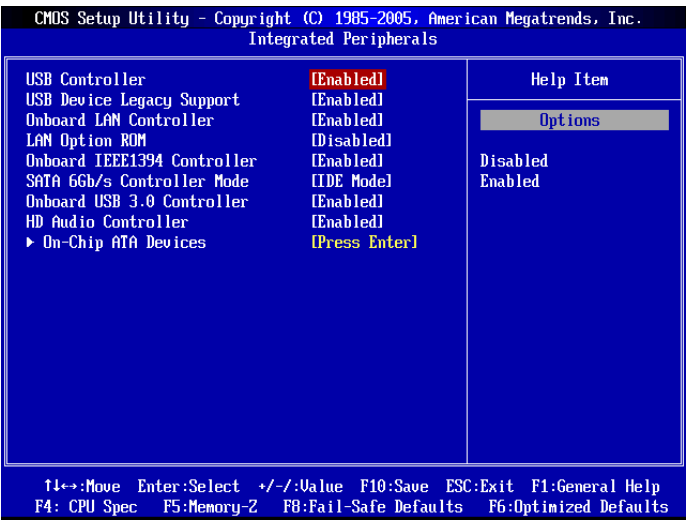 CMOS Setup Utility - Copyright (C) 1985-2005, American Megatrends, Inc.
Integrated Peripherals
USB Controller [Enabled]
USB Device Legacy Support [Enabled]
Onboard LAN Controller [Enabled]
LAN Option ROM [Disabled]
Onboard IEEE1394 Controller [Enabled]
SATA 6Gb/s Controller Mode [IDE Mode]
Onboard USB 3.0 Controller [Enabled]
HD Audio Controller [Enabled]
▶ On-Chip ATA Devices [Press Enter]
Help Item
Options
Disabled
Enabled
↑↓↔:Move Enter:Select +/-/:Value F10:Save ESC:Exit F1:General Help
F4: CPU Spec F5:Memory-Z F8:Fail-Safe Defaults F6:Optimized Defaults